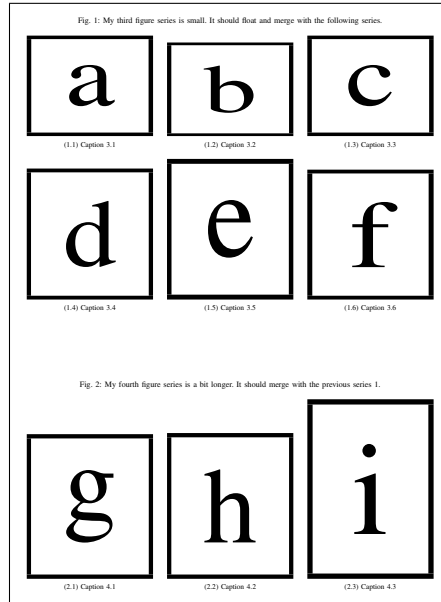 Fig. 1: My third figure series is small. It should float and merge with the following series.
a b c
(1.1) Caption 3.1 (1.2) Caption 3.2 (1.3) Caption 3.3
d e f
(1.4) Caption 3.4 (1.5) Caption 3.5 (1.6) Caption 3.6
Fig. 2: My fourth figure series is a bit longer. It should merge with the previous series 1.
g h i
(2.1) Caption 4.1 (2.2) Caption 4.2 (2.3) Caption 4.3